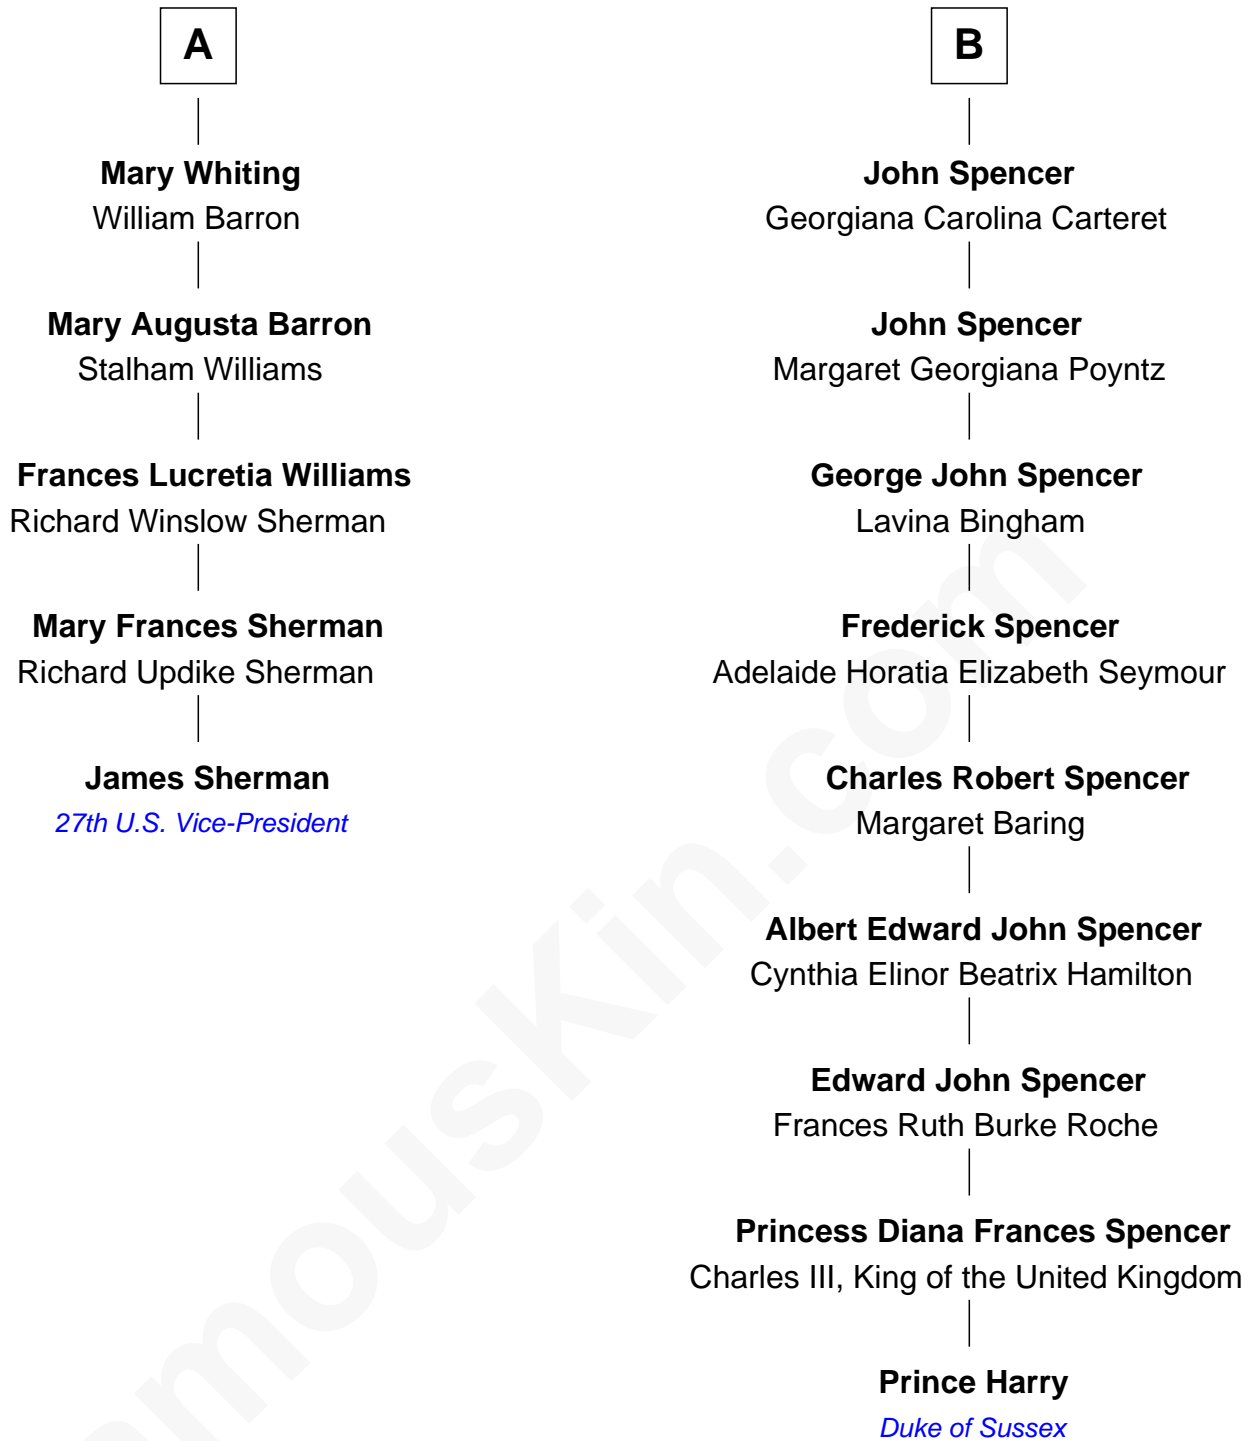 A
Mary Whiting
William Barron
Mary Augusta Barron
Stalham Williams
Frances Lucretia Williams
Richard Winslow Sherman
Mary Frances Sherman
Richard Updike Sherman
James Sherman
27th U.S. Vice-President
B
John Spencer
Georgiana Carolina Carteret
John Spencer
Margaret Georgiana Poyntz
George John Spencer
Lavina Bingham
Frederick Spencer
Adelaide Horatia Elizabeth Seymour
Charles Robert Spencer
Margaret Baring
Albert Edward John Spencer
Cynthia Elinor Beatrix Hamilton
Edward John Spencer
Frances Ruth Burke Roche
Princess Diana Frances Spencer
Charles III, King of the United Kingdom
Prince Harry
Duke of Sussex
amouskin.com